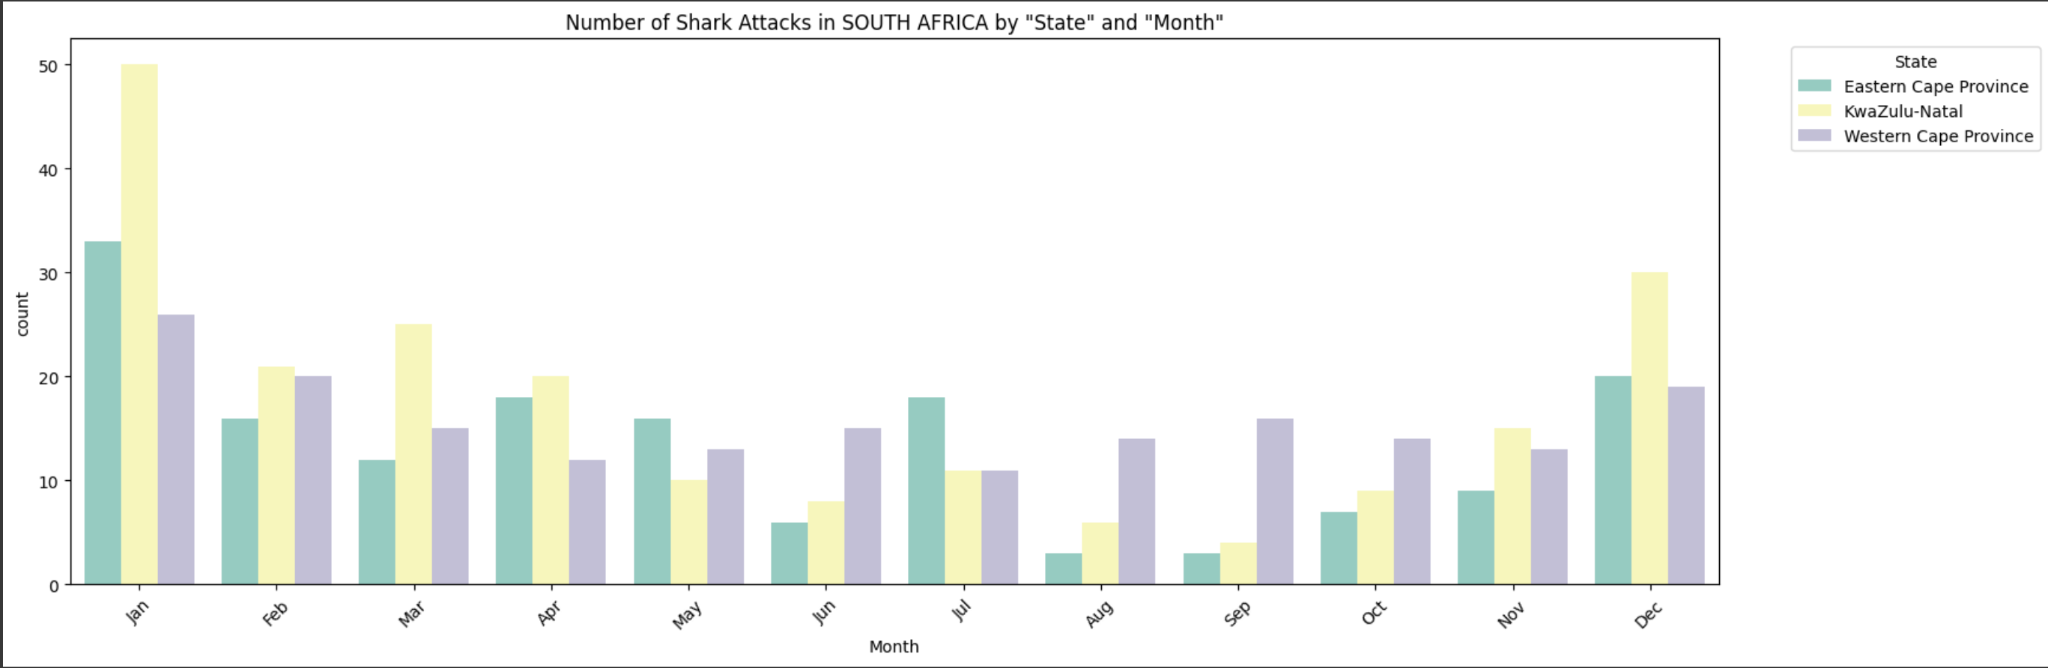 Number of Shark Attacks in SOUTH AFRICA by "State" and "Month"
State
Eastern Cape Province
KwaZulu-Natal
Western Cape Province
count
50
40
30
20
10
0
Jan Feb Mar Apr May Jun Jul Aug Sep Oct Nov Dec
Month